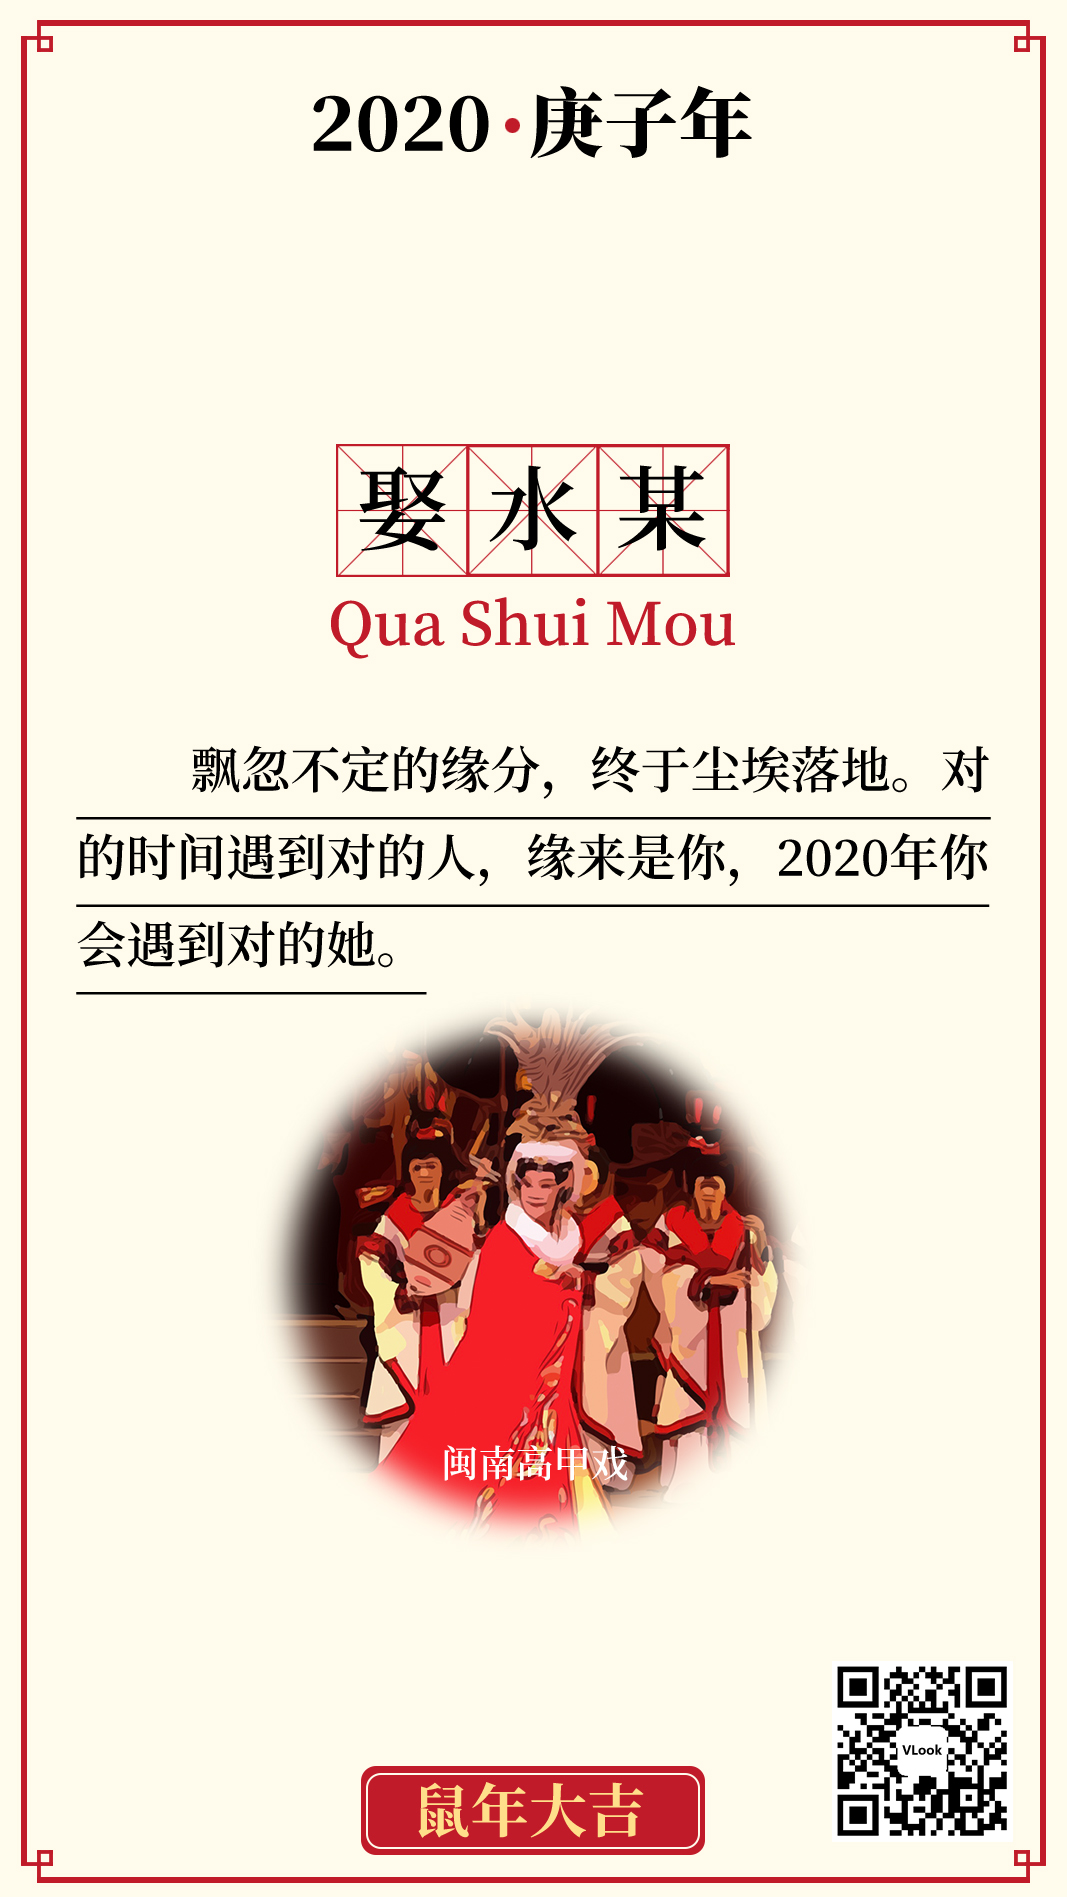 2020·庚子年
娶水某
Qua Shui Mou
飘忽不定的缘分，终于尘埃落地。对
的时间遇到对的人，缘来是你，2020年你
会遇到对的她。
闽南高甲戏
VLook
鼠年大吉